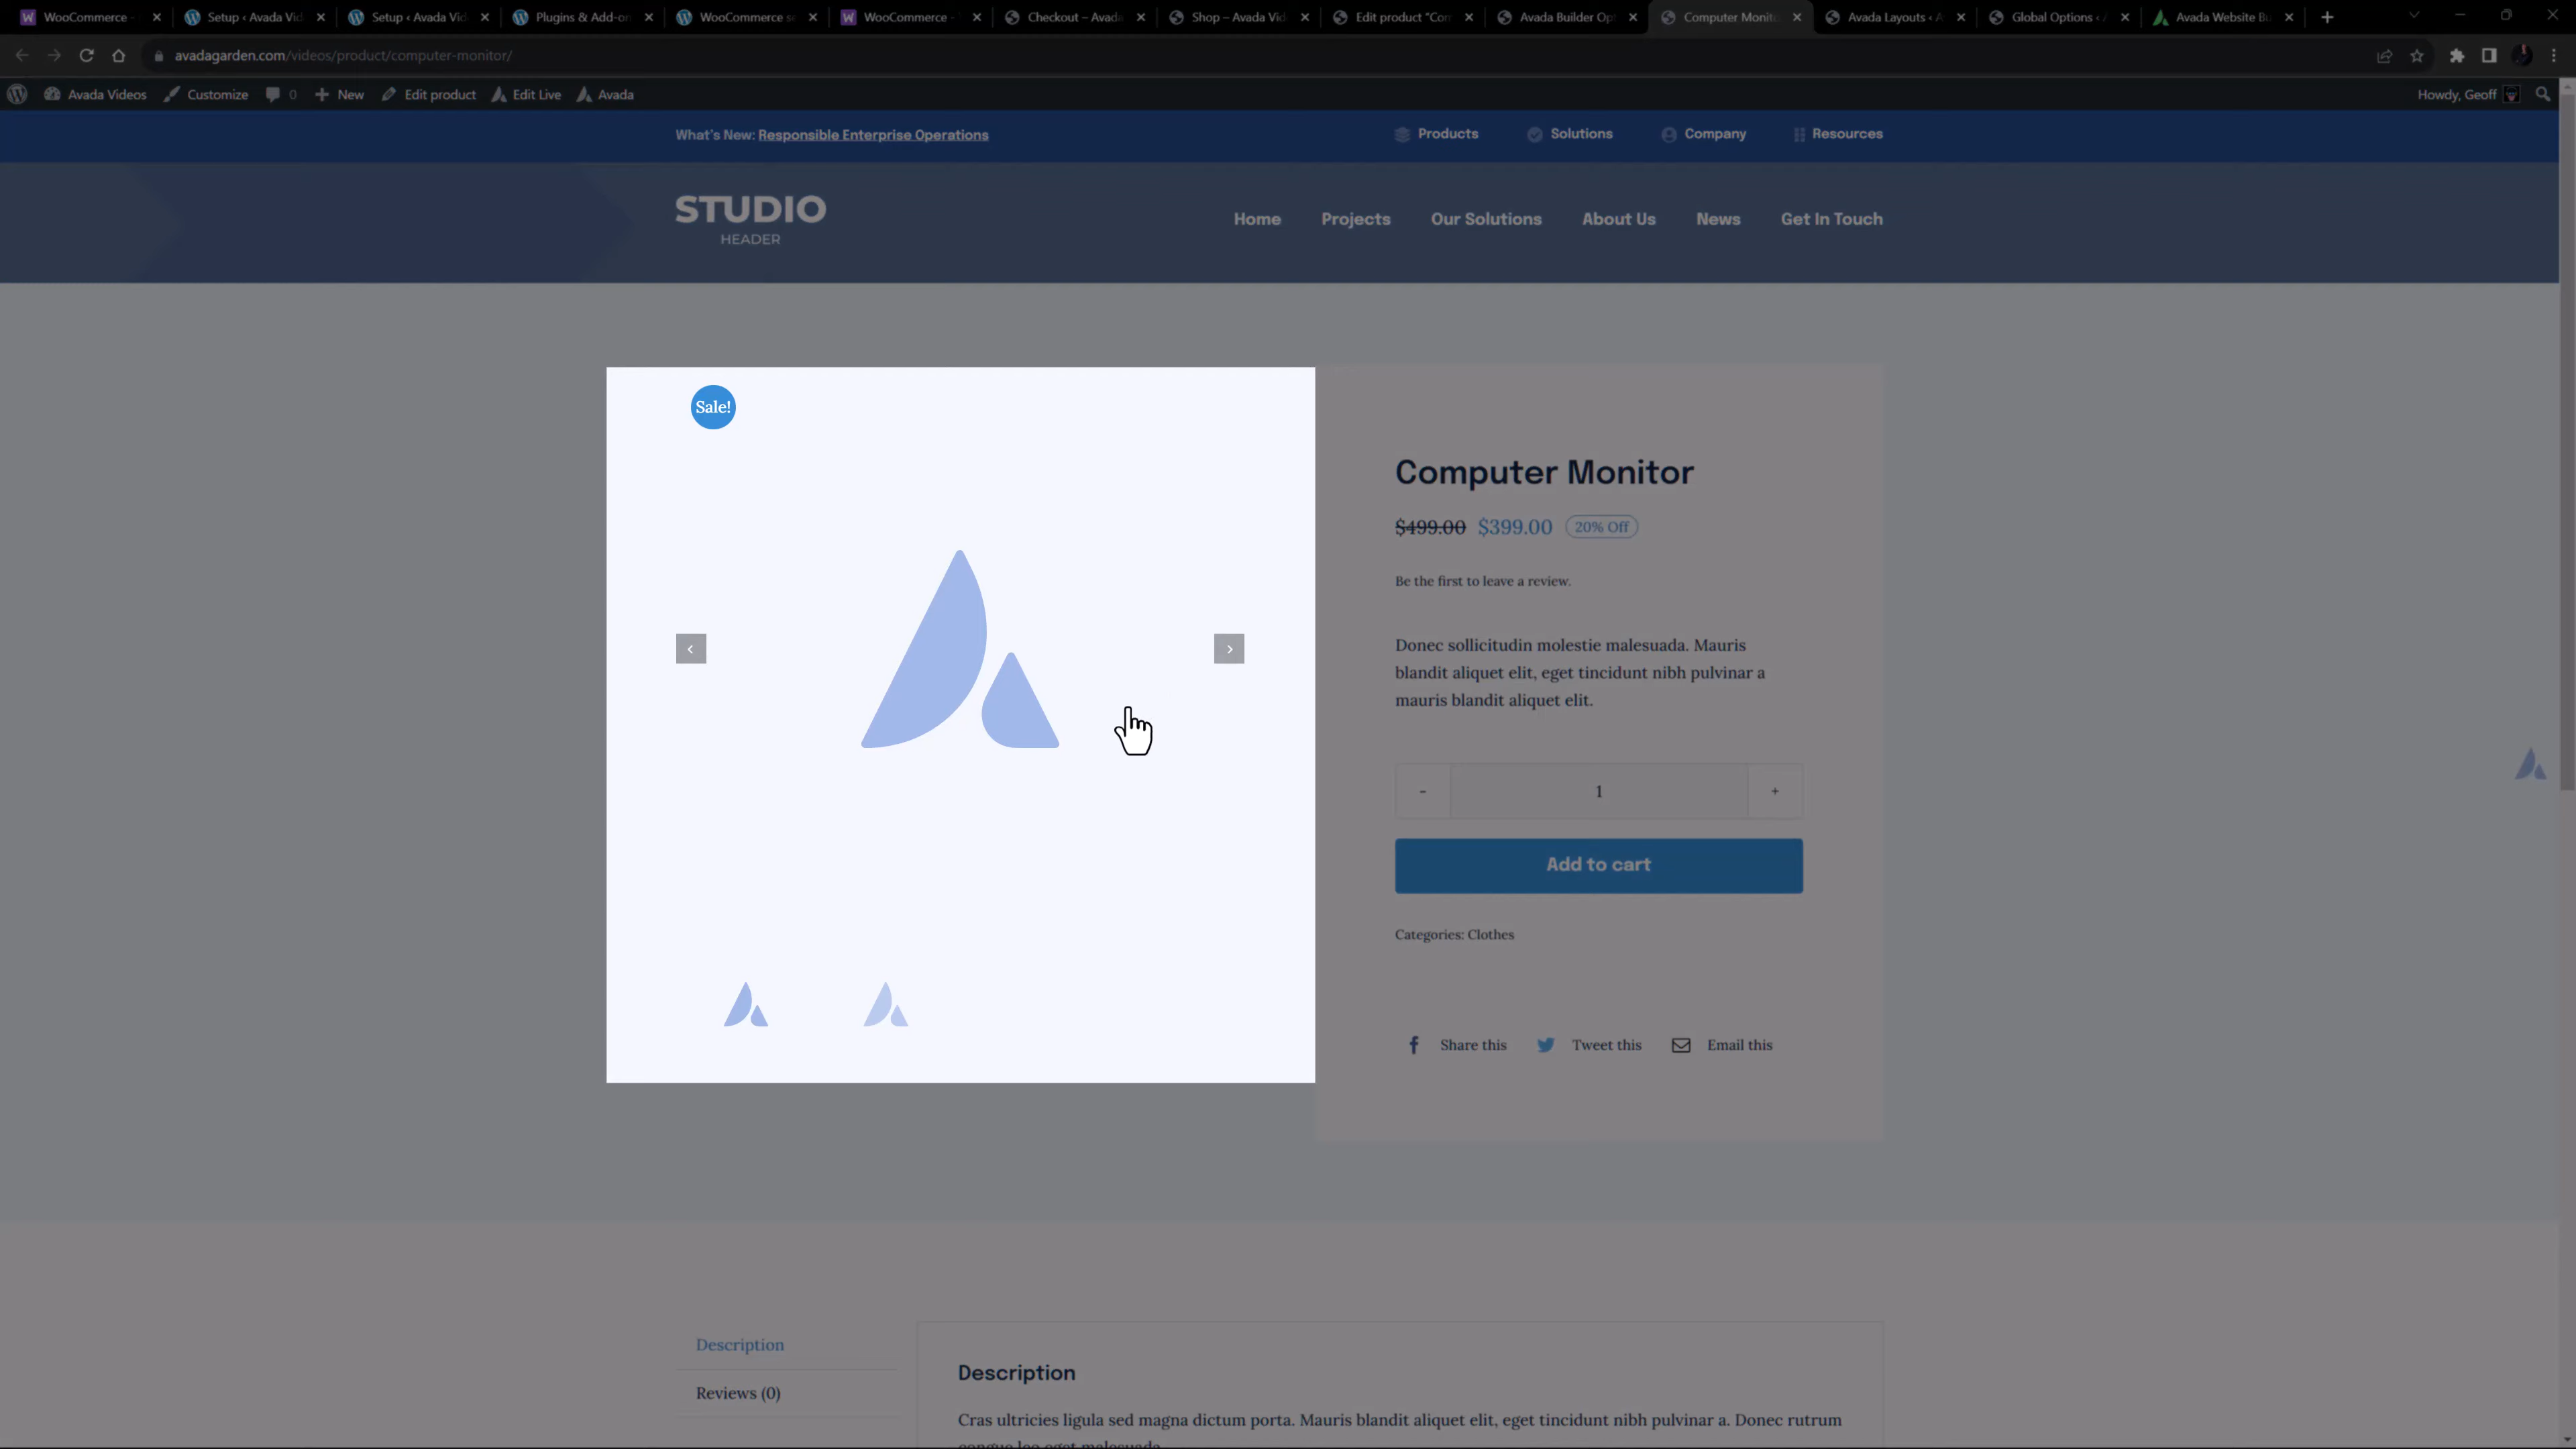 WooCommerce -
Setup ‹ Avada Vid
Setup ‹ Avada Vid
Plugins & Add-on
WooCommerce se
WooCommerce -
Checkout – Avada
Shop – Avada Vid
Edit product "Com
Avada Builder Opt
Computer Monito
Avada Layouts ‹ A
Global Options ‹ A
Avada Website Bu
avadagarden.com/videos/product/computer-monitor/
Avada Videos
Customize
0
New
Edit product
Edit Live
Avada
Howdy, Geoff
What's New: Responsible Enterprise Operations
Products
Solutions
Company
Resources
STUDIO
HEADER
Home
Projects
Our Solutions
About Us
News
Get In Touch
Sale!
Computer Monitor
$499.00 $399.00 20% Off
Be the first to leave a review.
Donec sollicitudin molestie malesuada. Mauris
blandit aliquet elit, eget tincidunt nibh pulvinar a
mauris blandit aliquet elit.
- 1 +
Add to cart
Categories: Clothes
Share this
Tweet this
Email this
Description
Reviews (0)
Description
Cras ultricies ligula sed magna dictum porta. Mauris blandit aliquet elit, eget tincidunt nibh pulvinar a. Donec rutrum
congue leo eget malesuada.